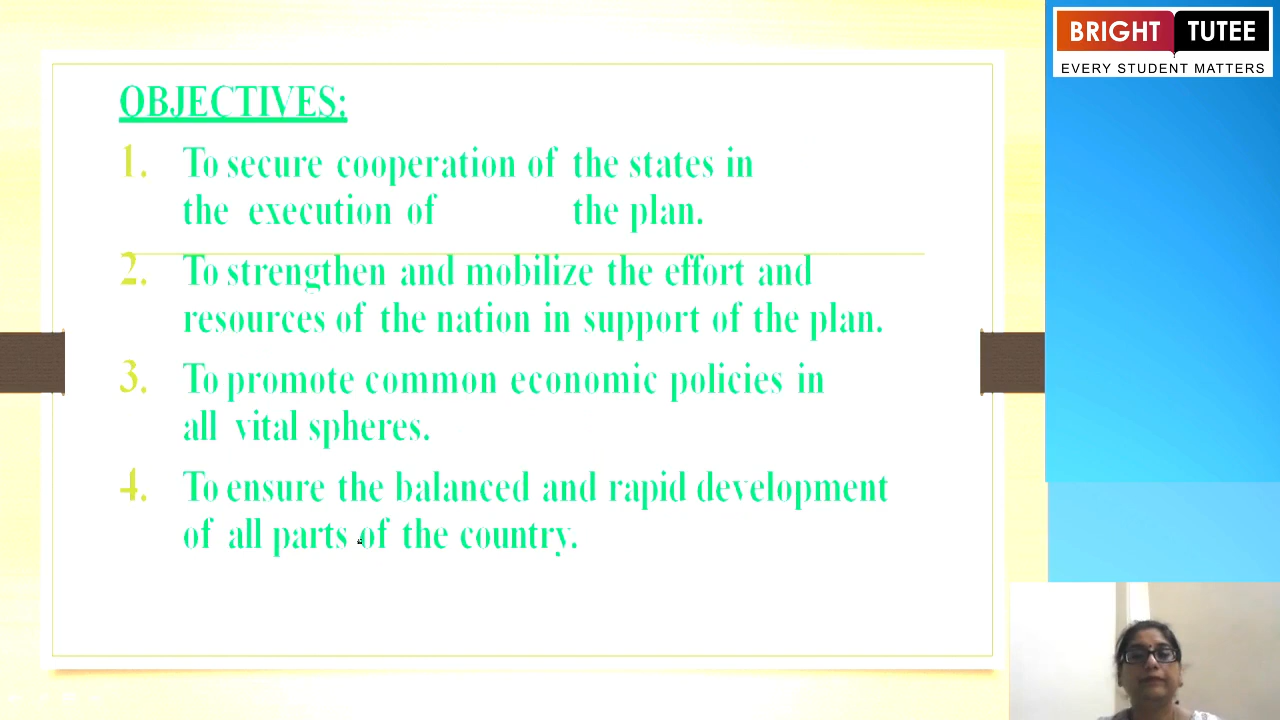 BRIGHT TUTEE
EVERY STUDENT MATTERS
OBJECTIVES:
1. To secure cooperation of the states in
the execution of the plan.
2. To strengthen and mobilize the effort and
resources of the nation in support of the plan.
3. To promote common economic policies in
all vital spheres.
4. To ensure the balanced and rapid development
of all parts of the country.